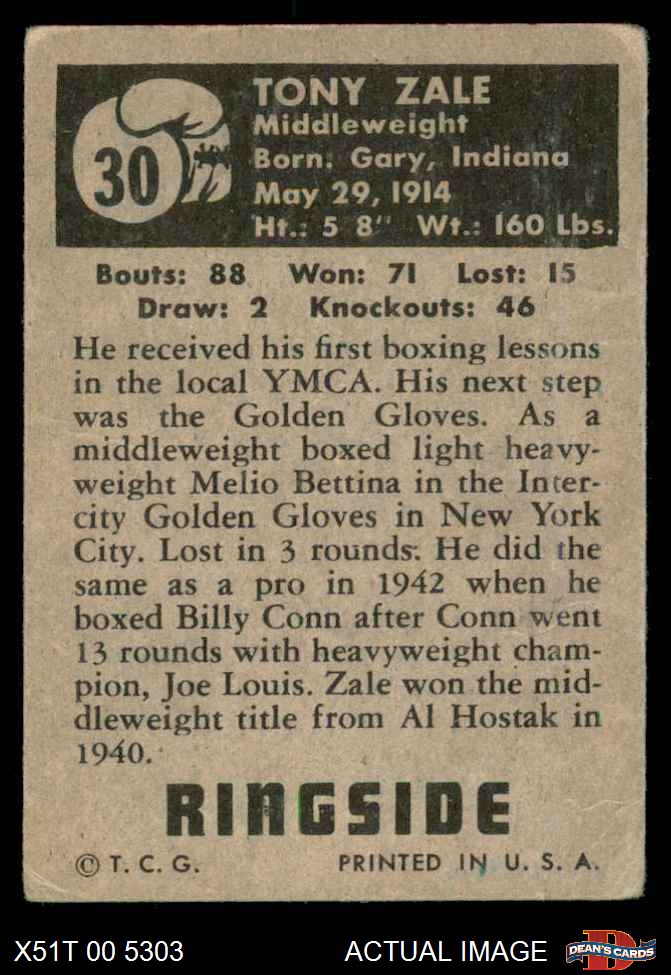 30
TONY ZALE
Middleweight
Born: Gary, Indiana
May 29, 1914
Ht.: 5 8" Wt.: 160 Lbs.
Bouts: 88 Won: 71 Lost: 15
Draw: 2 Knockouts: 46
He received his first boxing lessons
in the local YMCA. His next step
was the Golden Gloves. As a
middleweight boxed light heavy-
weight Melio Bettina in the Inter-
city Golden Gloves in New York
City. Lost in 3 rounds. He did the
same as a pro in 1942 when he
boxed Billy Conn after Conn went
13 rounds with heavyweight cham-
pion, Joe Louis. Zale won the mid-
dleweight title from Al Hostak in
1940.
RINGSIDE
© T. C. G. PRINTED IN U. S. A.
X51T 00 5303 ACTUAL IMAGE D DEAN'S CARDS